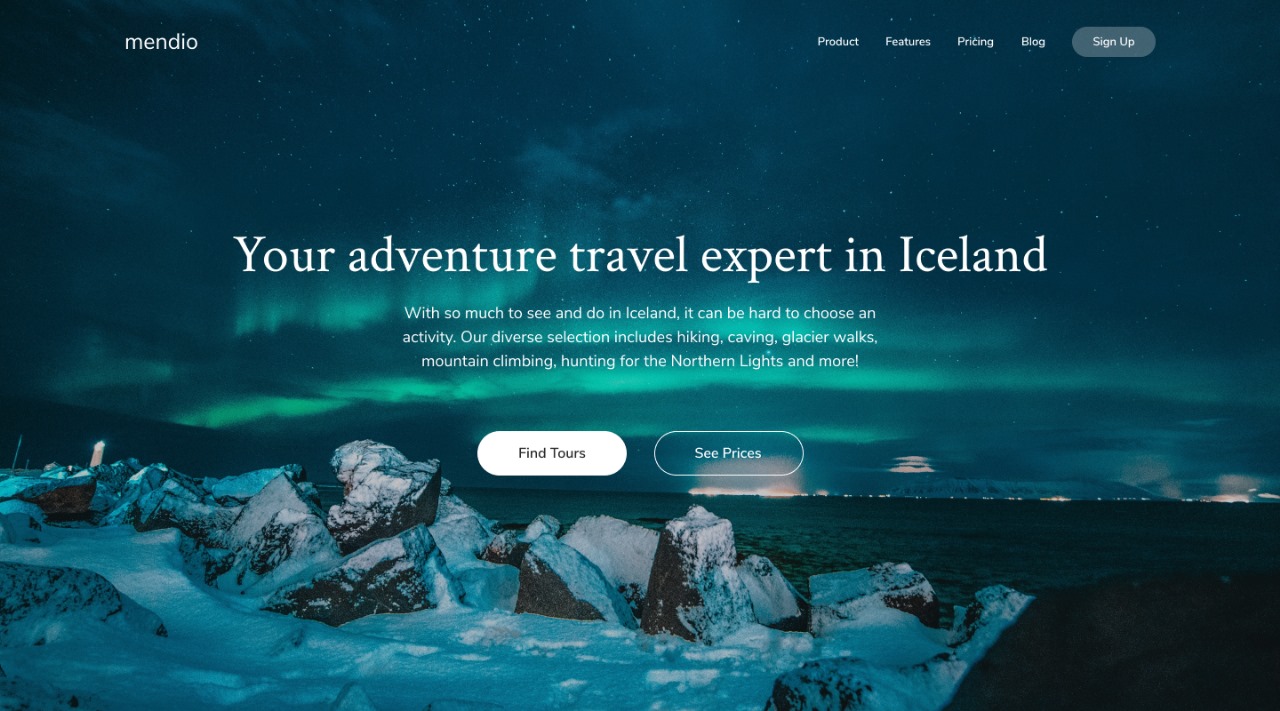 mendio
Product Features Pricing Blog Sign Up
Your adventure travel expert in Iceland
With so much to see and do in Iceland, it can be hard to choose an
activity. Our diverse selection includes hiking, caving, glacier walks,
mountain climbing, hunting for the Northern Lights and more!
Find Tours See Prices